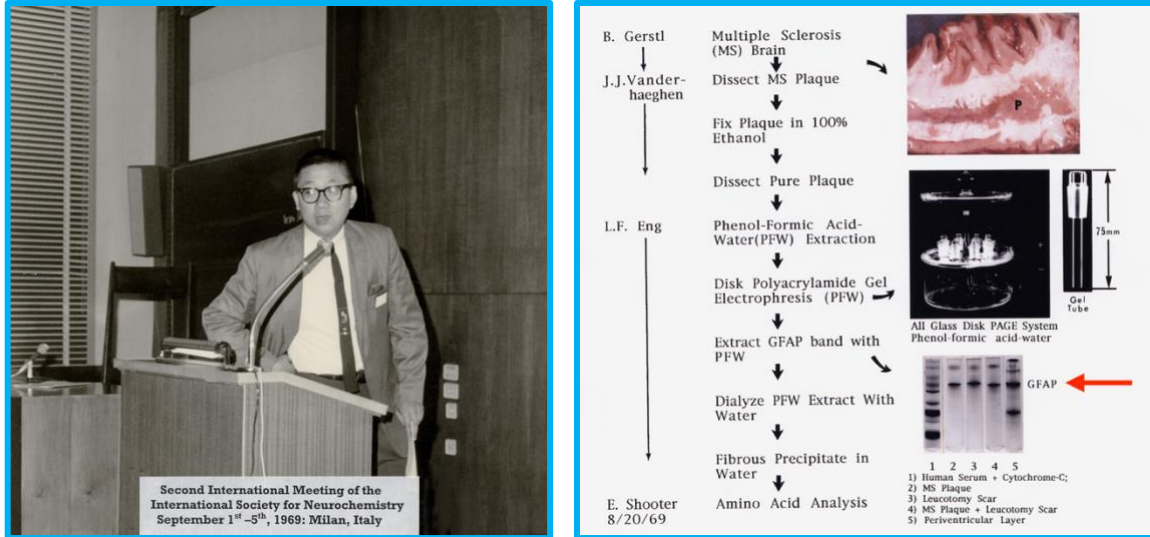 Second International Meeting of the
International Society for Neurochemistry
September 1st –5th, 1969: Milan, Italy
B. Gerstl
J.J.Vander-
haeghen
L.F. Eng
E. Shooter
8/20/69
Multiple Sclerosis
(MS) Brain
Dissect MS Plaque
Fix Plaque in 100%
Ethanol
Dissect Pure Plaque
Phenol-Formic Acid-
Water(PFW) Extraction
Disk Polyacrylamide Gel
Electrophresis (PFW)
Extract GFAP band with
PFW
Dialyze PFW Extract With
Water
Fibrous Precipitate in
Water
Amino Acid Analysis
P
75mm
Gel
Tube
All Glass Disk PAGE System
Phenol-formic acid-water
GFAP
1 2 3 4 5
1) Human Serum + Cytochrome-C;
2) MS Plaque
3) Leucotomy Scar
4) MS Plaque + Leucotomy Scar
5) Periventricular Layer